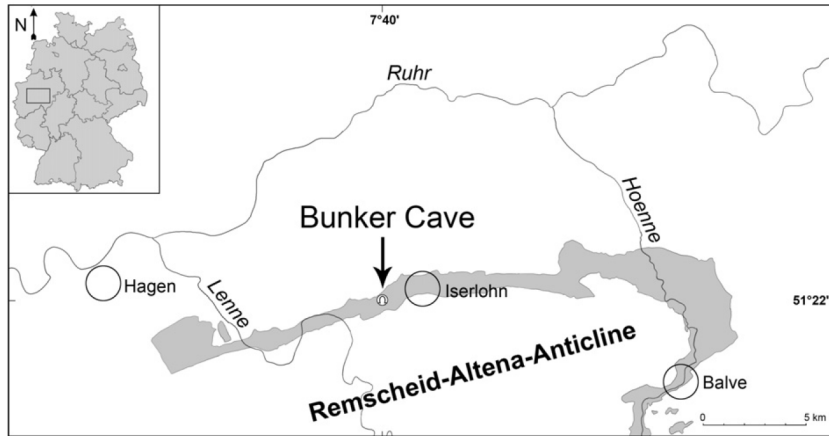 N
7°40'
Ruhr
Hoenne
Bunker Cave
Hagen
Lenne
Iserlohn
51°22'
Remscheid-Altena-Anticline
Balve
0 5 km